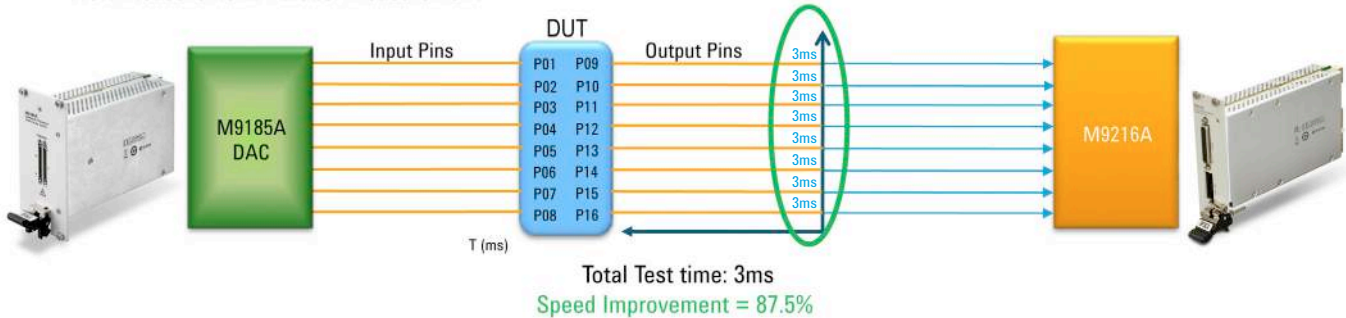 DUT
Input Pins
Output Pins
M9185A
DAC
P01 P09
P02 P10
P03 P11
P04 P12
P05 P13
P06 P14
P07 P15
P08 P16
3ms
3ms
3ms
3ms
3ms
3ms
3ms
3ms
M9216A
T (ms)
Total Test time: 3ms
Speed Improvement = 87.5%